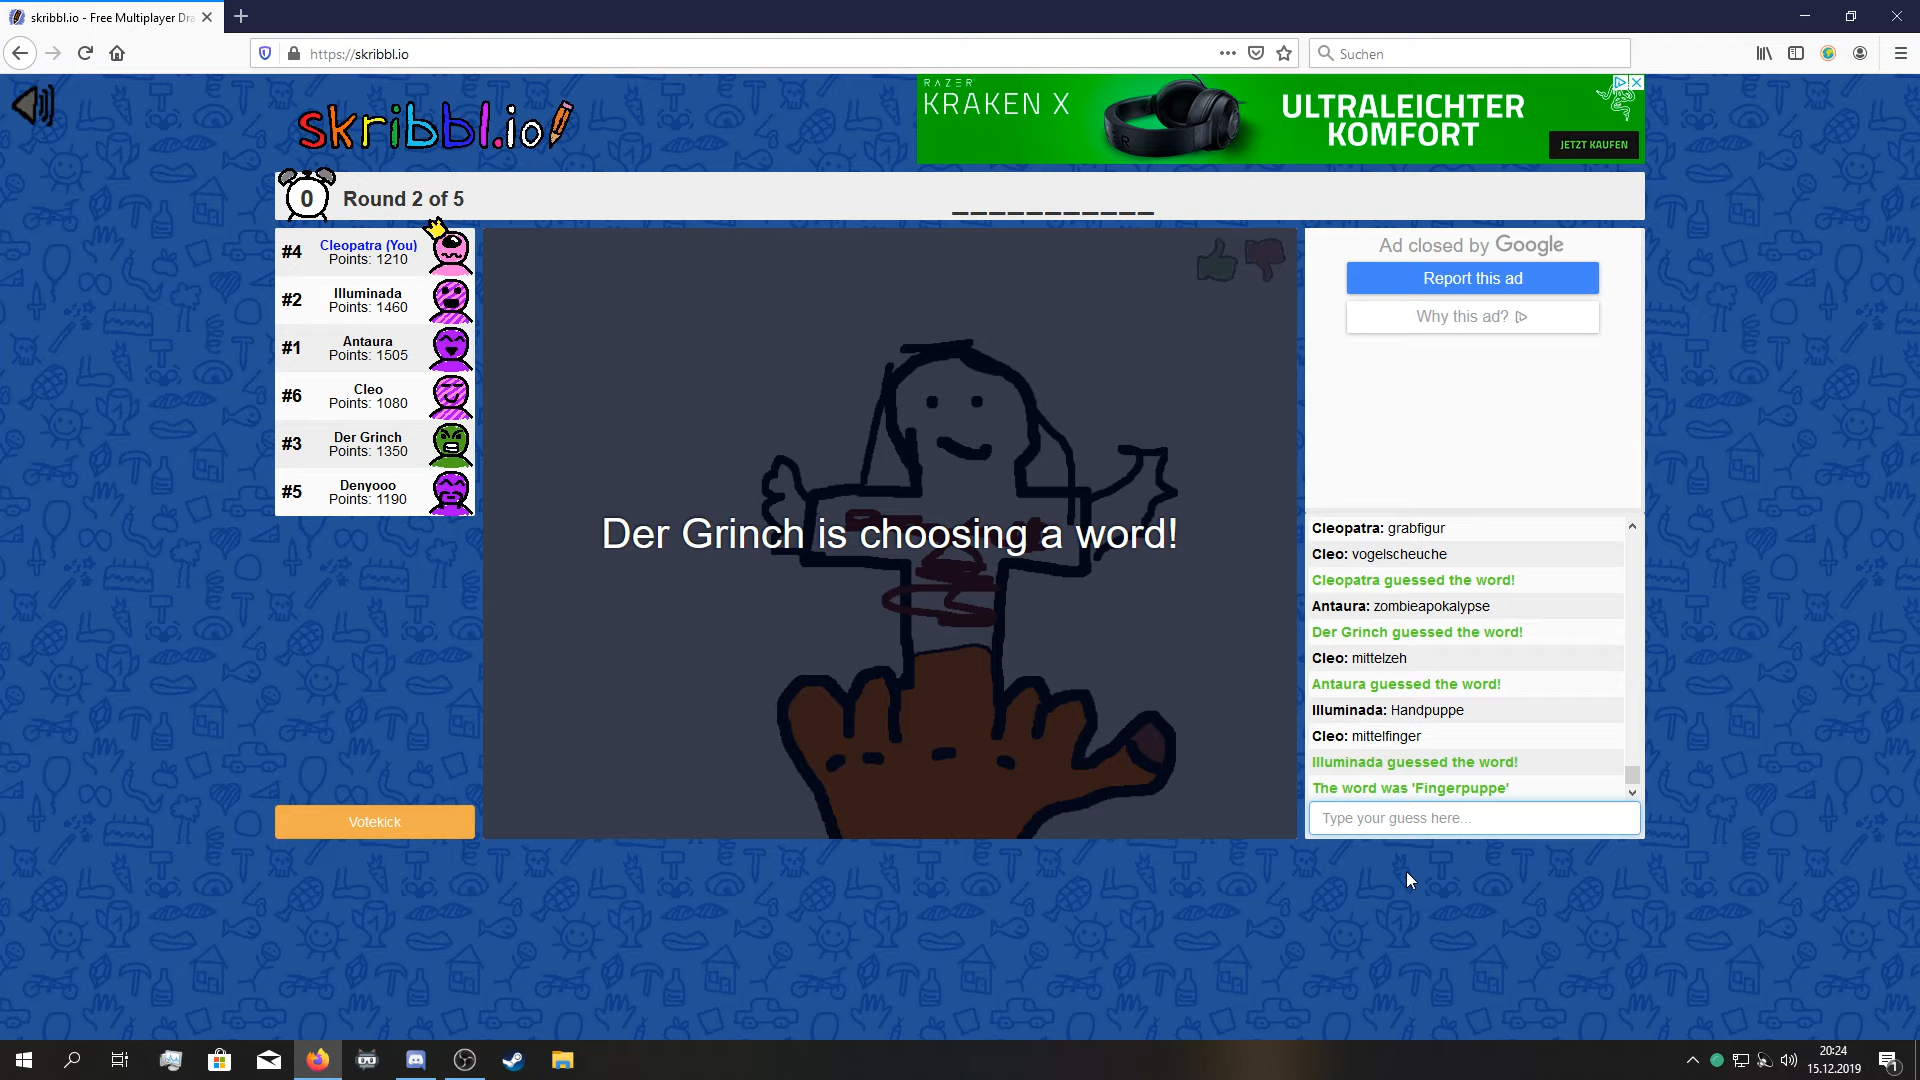 skribbl.io - Free Multiplayer Dra
https://skribbl.io
Suchen
skribbl.io
RAZER
KRAKEN X
ULTRALEICHTER
KOMFORT
JETZT KAUFEN
0
Round 2 of 5
___________
#4
Cleopatra (You)
Points: 1210
#2
Illuminada
Points: 1460
#1
Antaura
Points: 1505
#6
Cleo
Points: 1080
#3
Der Grinch
Points: 1350
#5
Denyooo
Points: 1190
Votekick
Der Grinch is choosing a word!
Ad closed by Google
Report this ad
Why this ad?
Cleopatra: grabfigur
Cleo: vogelscheuche
Cleopatra guessed the word!
Antaura: zombieapokalypse
Der Grinch guessed the word!
Cleo: mittelzeh
Antaura guessed the word!
Illuminada: Handpuppe
Cleo: mittelfinger
Illuminada guessed the word!
The word was 'Fingerpuppe'
Type your guess here...
20:24
15.12.2019
1